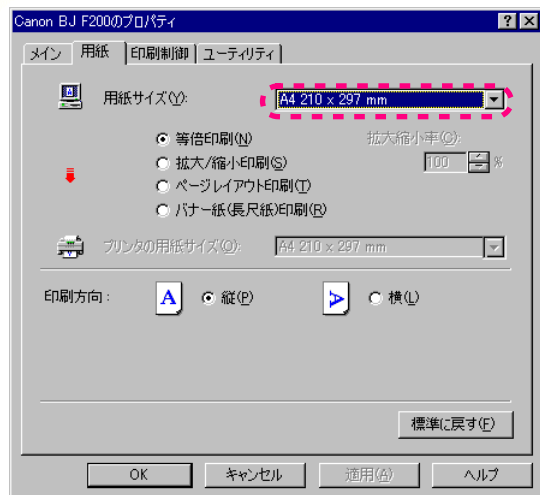 Canon BJ F200のプロパティ
メイン 用紙 印刷制御 ユーティリティ
用紙サイズ(Y): A4 210 x 297 mm
等倍印刷(N) 拡大縮小率(C):
拡大/縮小印刷(S) 100 %
ページレイアウト印刷(T)
バナー紙(長尺紙)印刷(R)
プリンタの用紙サイズ(O): A4 210 x 297 mm
印刷方向: A 縦(P) A 横(L)
標準に戻す(F)
OK キャンセル 適用(A) ヘルプ